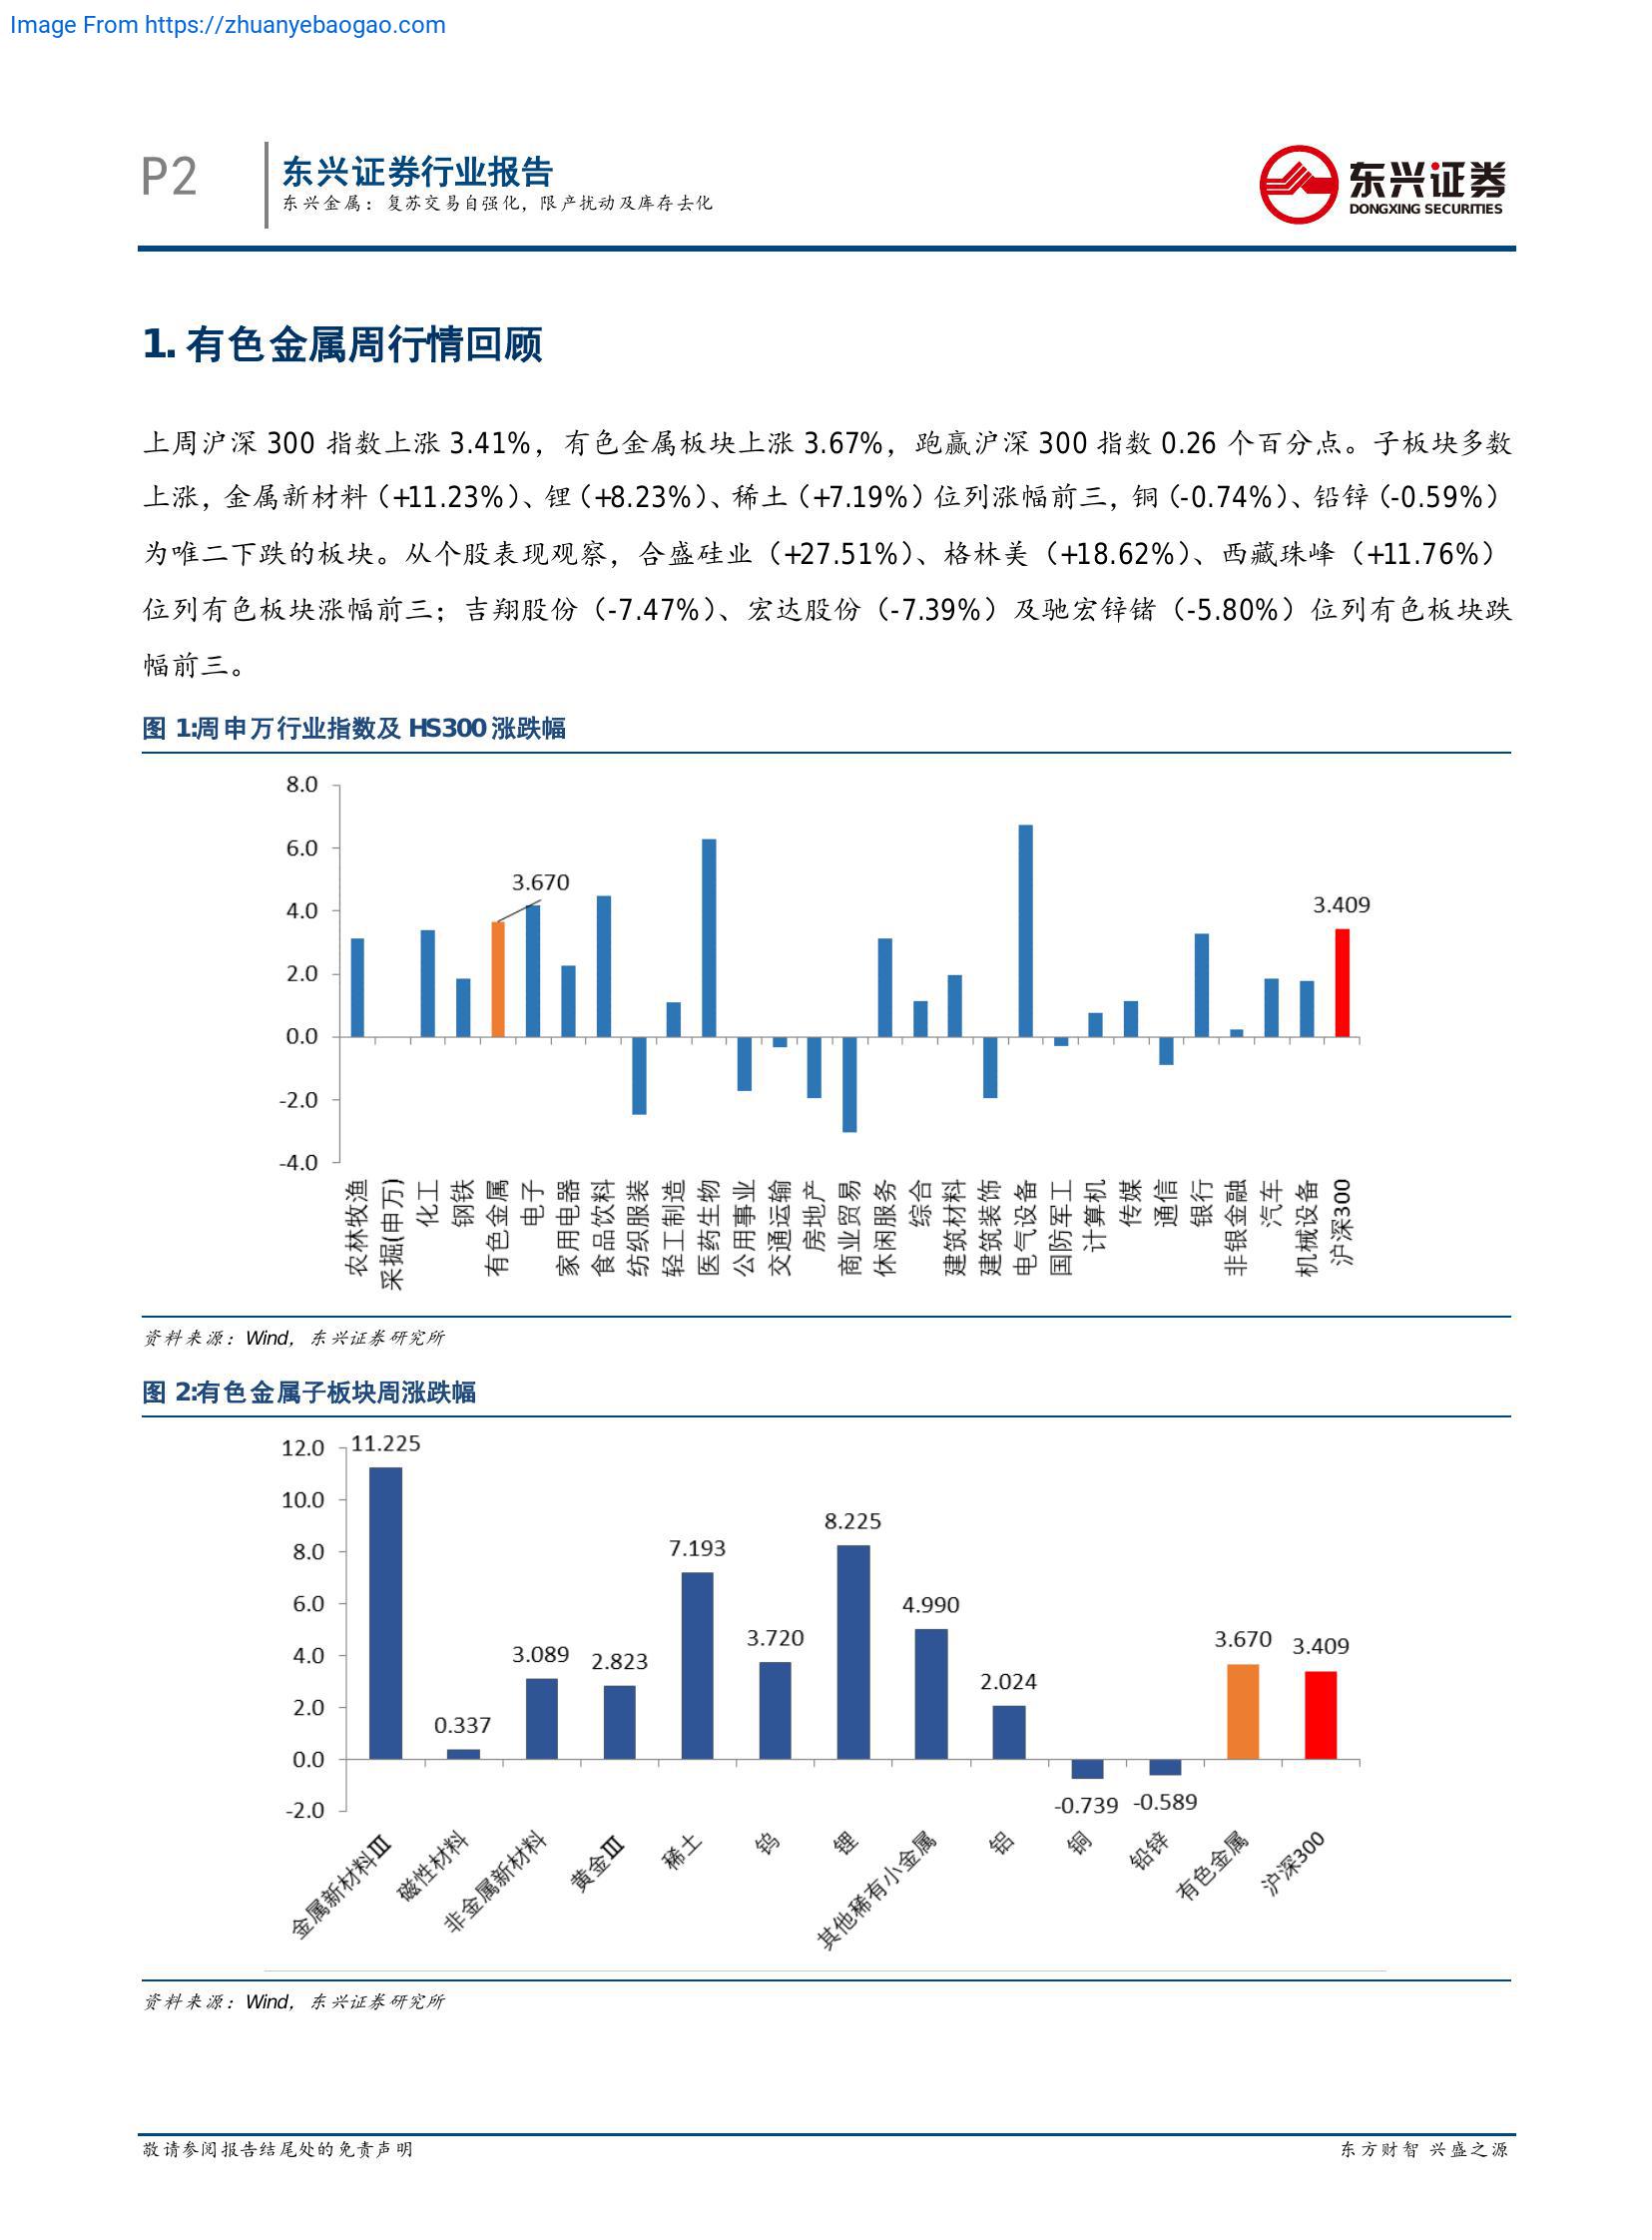 Image From https://zhuanyebaogao.com
P2
东兴证券行业报告
东兴金属：复苏交易自强化，限产扰动及库存去化
东兴证券
DONGXING SECURITIES
1. 有色金属周行情回顾
上周沪深 300 指数上涨 3.41%，有色金属板块上涨 3.67%，跑赢沪深 300 指数 0.26 个百分点。子板块多数
上涨，金属新材料（+11.23%）、锂（+8.23%）、稀土（+7.19%）位列涨幅前三，铜（-0.74%）、铅锌（-0.59%）
为唯二下跌的板块。从个股表现观察，合盛硅业（+27.51%）、格林美（+18.62%）、西藏珠峰（+11.76%）
位列有色板块涨幅前三；吉翔股份（-7.47%）、宏达股份（-7.39%）及驰宏锌锗（-5.80%）位列有色板块跌
幅前三。
图 1:周申万行业指数及 HS300 涨跌幅
8.0
6.0
4.0
2.0
0.0
-2.0
-4.0
3.670
3.409
农林牧渔
采掘(申万)
化工
钢铁
有色金属
电子
家用电器
食品饮料
纺织服装
轻工制造
医药生物
公用事业
交通运输
房地产
商业贸易
休闲服务
综合
建筑材料
建筑装饰
电气设备
国防军工
计算机
传媒
通信
银行
非银金融
汽车
机械设备
沪深300
资料来源：Wind，东兴证券研究所
图 2:有色金属子板块周涨跌幅
12.0
10.0
8.0
6.0
4.0
2.0
0.0
-2.0
11.225
0.337
3.089
2.823
7.193
3.720
8.225
4.990
2.024
-0.739
-0.589
3.670
3.409
金属新材料Ⅲ
磁性材料
非金属新材料
黄金Ⅲ
稀土
钨
锂
其他稀有小金属
铝
铜
铅锌
有色金属
沪深300
资料来源：Wind，东兴证券研究所
敬请参阅报告结尾处的免责声明
东方财智 兴盛之源